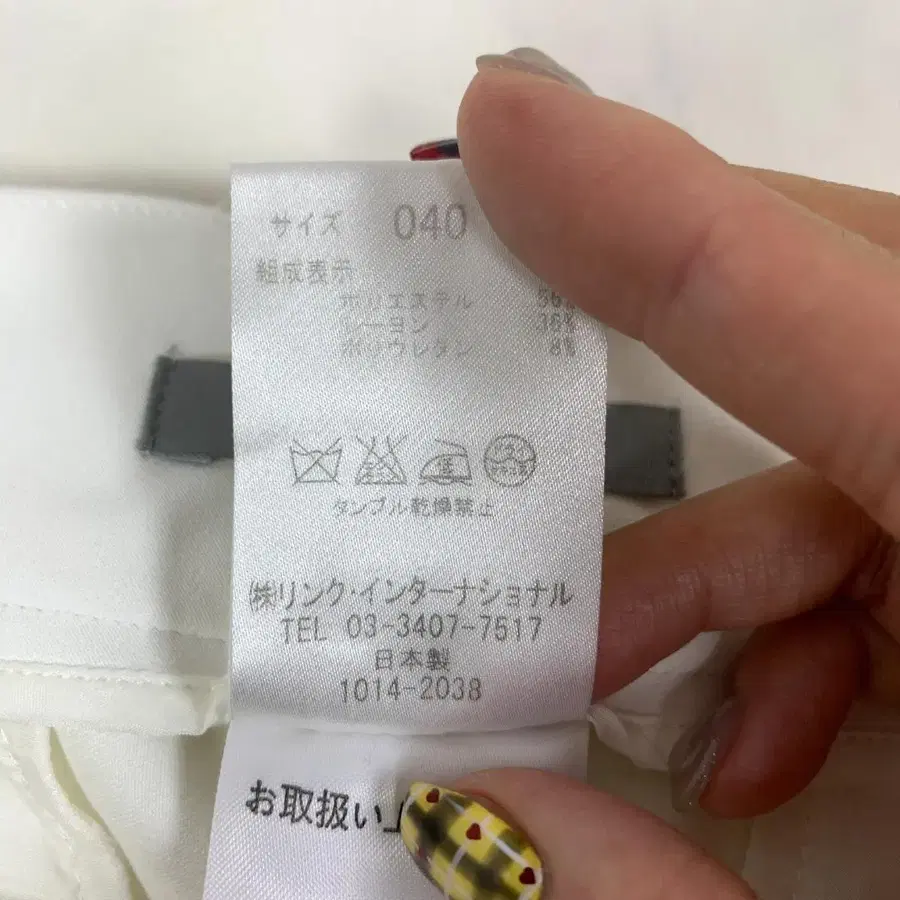 サイズ 040
組成表示
ポリエステル 56%
レーヨン 36%
ポリウレタン 8%
タンブル乾燥禁止
㈱リンク・インターナショナル
TEL 03-3407-7517
日本製
1014-2038
お取扱い